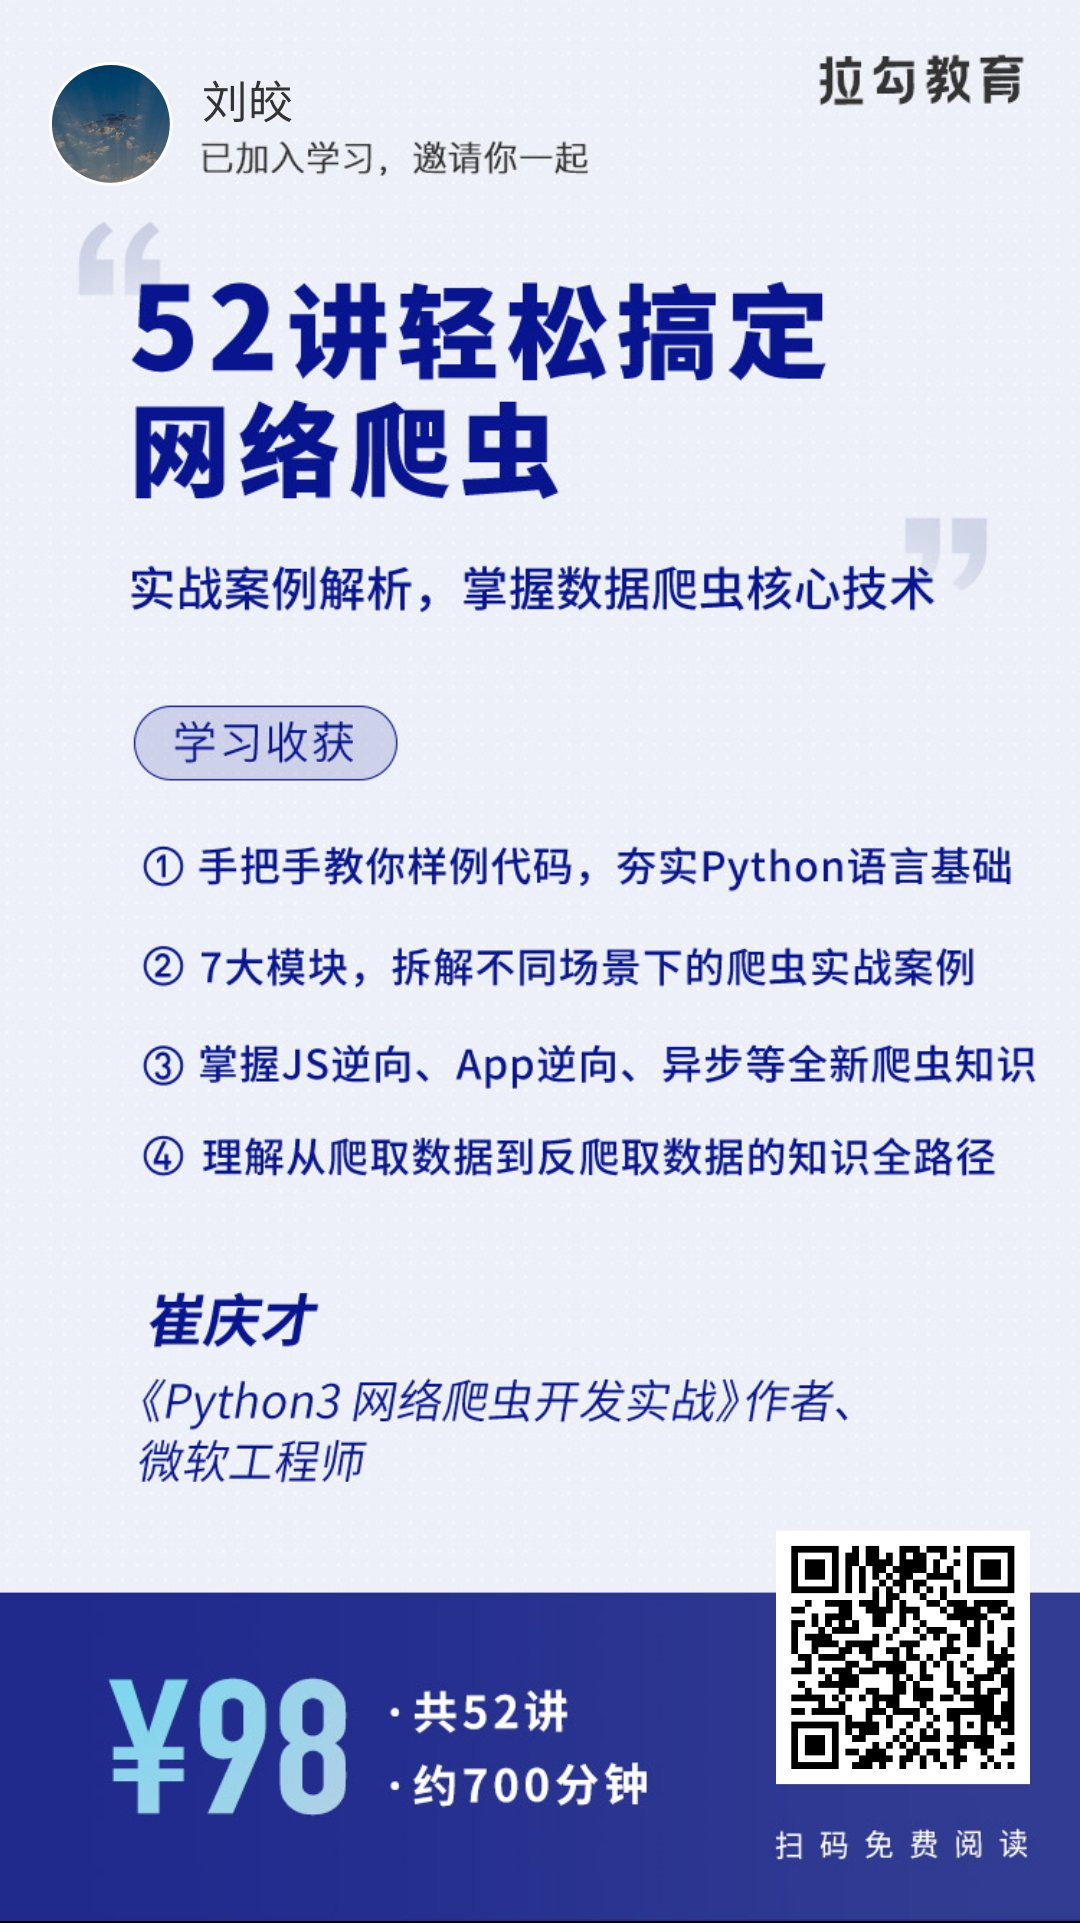 刘皎
已加入学习，邀请你一起
拉勾教育
“
52讲轻松搞定
网络爬虫
”
实战案例解析，掌握数据爬虫核心技术
学习收获
① 手把手教你样例代码，夯实Python语言基础
② 7大模块，拆解不同场景下的爬虫实战案例
③ 掌握JS逆向、App逆向、异步等全新爬虫知识
④ 理解从爬取数据到反爬取数据的知识全路径
崔庆才
《Python3 网络爬虫开发实战》作者、
微软工程师
¥98
·共52讲
·约700分钟
扫码免费阅读